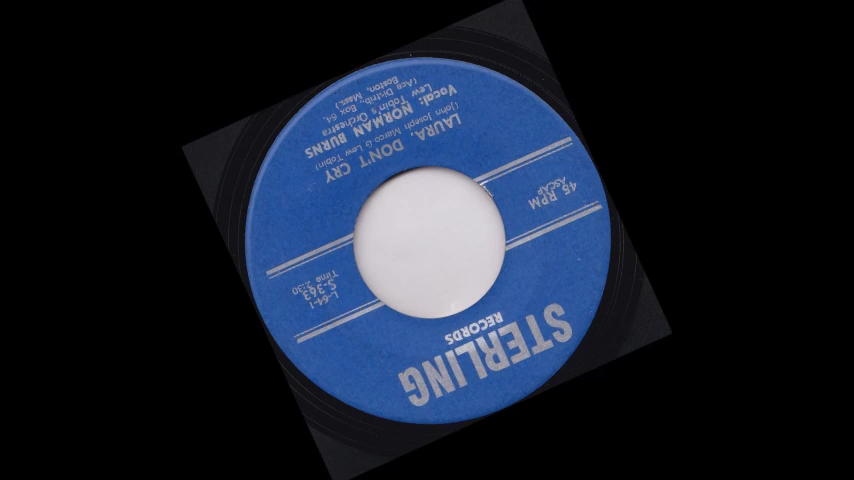 STERLING
RECORDS
45 RPM
ASCAP
L-64-1
S-363
Time 2:30
LAURA, DON'T CRY
(John Joseph Marco & Lew Tobin)
Vocal: NORMAN BURNS
Lew Tobin's Orchestra
(Ace Distrib., Box 64,
Boston, Mass.)